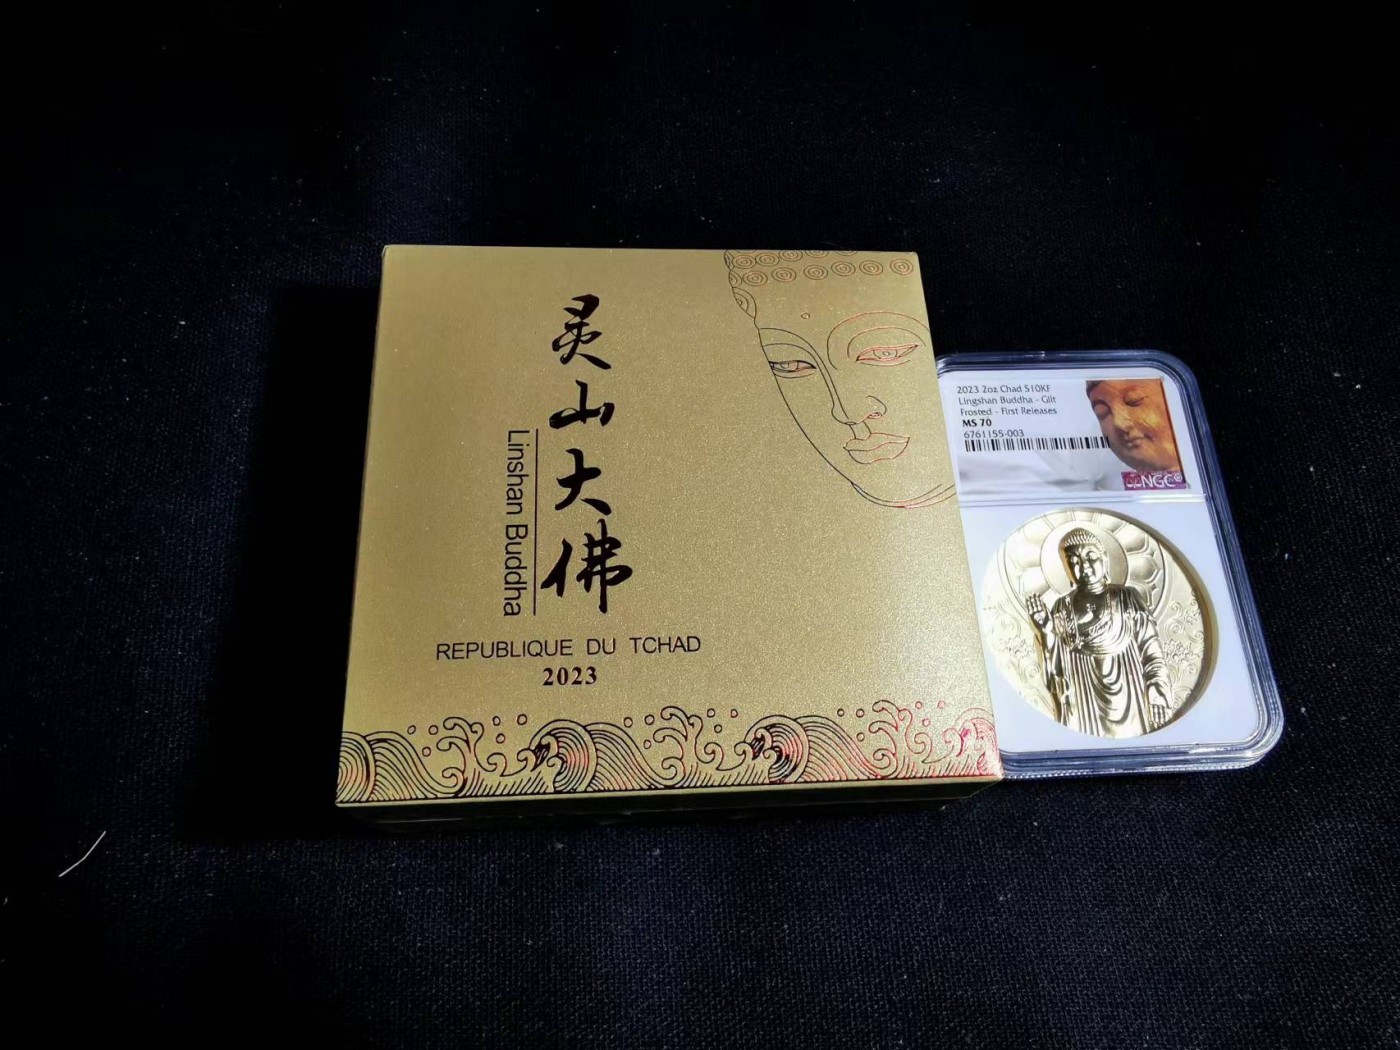 灵山大佛
Linshan Buddha
REPUBLIQUE DU TCHAD
2023
2023 2oz Chad S10KF
Lingshan Buddha - Gilt
Frosted - First Releases
MS 70
6761155-003
NGC